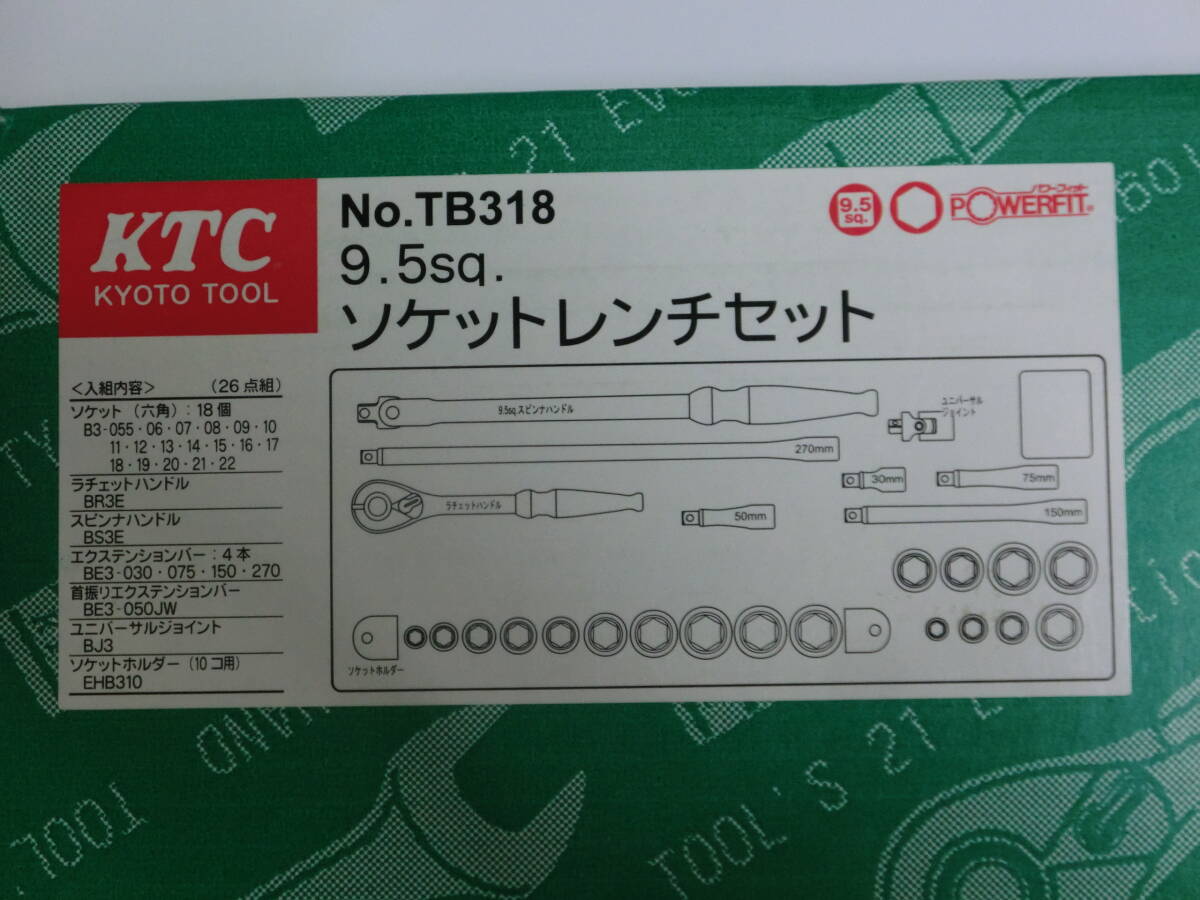 KTC
KYOTO TOOL
No.TB318
9.5sq.
ソケットレンチセット
9.5
sq.
パワーフィット
POWERFIT®
<入組内容> (26点組)
ソケット (六角) : 18個
B3-055・06・07・08・09・10
11・12・13・14・15・16・17
18・19・20・21・22
ラチェットハンドル
BR3E
スピンナハンドル
BS3E
エクステンションバー : 4本
BE3-030・075・150・270
首振りエクステンションバー
BE3-050JW
ユニバーサルジョイント
BJ3
ソケットホルダー (10コ用)
EHB310
9.5sq.スピンナハンドル
ユニバーサル
ジョイント
270mm
30mm
75mm
ラチェットハンドル
50mm
150mm
ソケットホルダー
21 EV
TOOL'S 21 E
TOOL